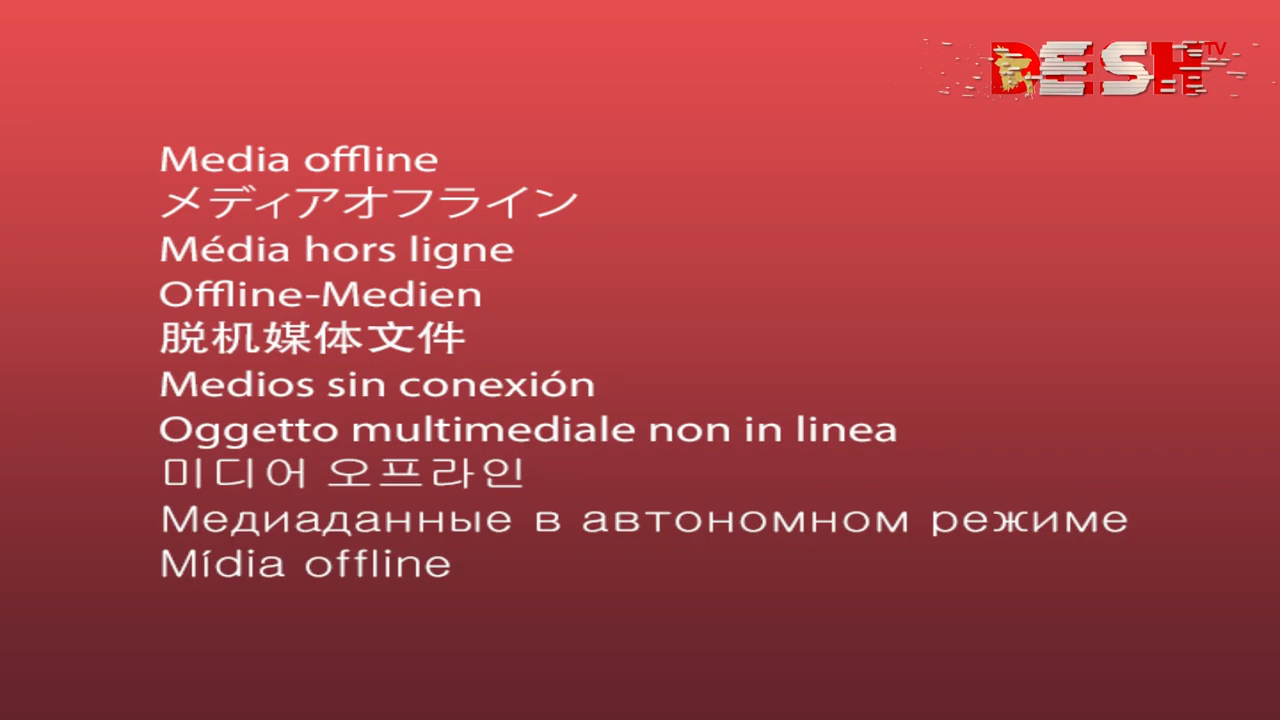 DESH TV
Media offline
メディアオフライン
Média hors ligne
Offline-Medien
脱机媒体文件
Medios sin conexión
Oggetto multimediale non in linea
미디어 오프라인
Медиаданные в автономном режиме
Mídia offline